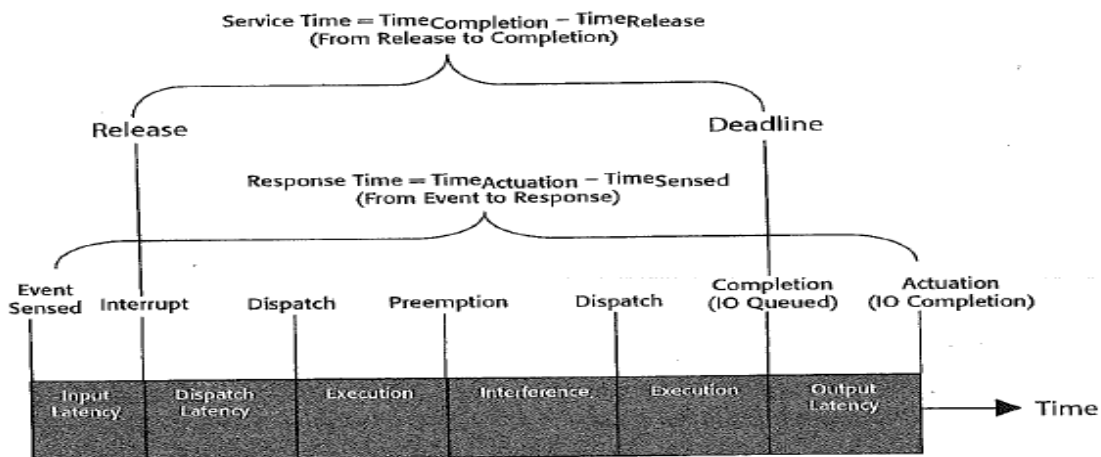 Service Time = TimeCompletion − TimeRelease
(From Release to Completion)
Release
Deadline
Response Time = TimeActuation − TimeSensed
(From Event to Response)
Event
Sensed
Interrupt
Dispatch
Preemption
Dispatch
Completion
(IO Queued)
Actuation
(IO Completion)
Input
Latency
Dispatch
Latency
Execution
Interference
Execution
Output
Latency
Time